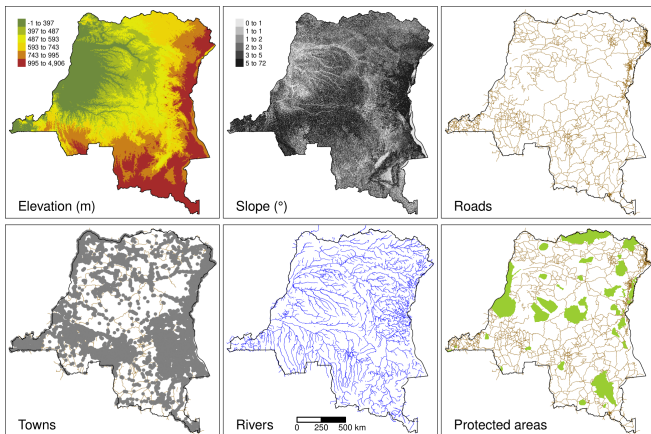 -1 to 397
397 to 487
487 to 593
593 to 743
743 to 995
995 to 4,906
Elevation (m)
0 to 1
1 to 1
1 to 2
2 to 3
3 to 5
5 to 72
Slope (°)
Roads
Towns
Rivers
0 250 500 km
Protected areas